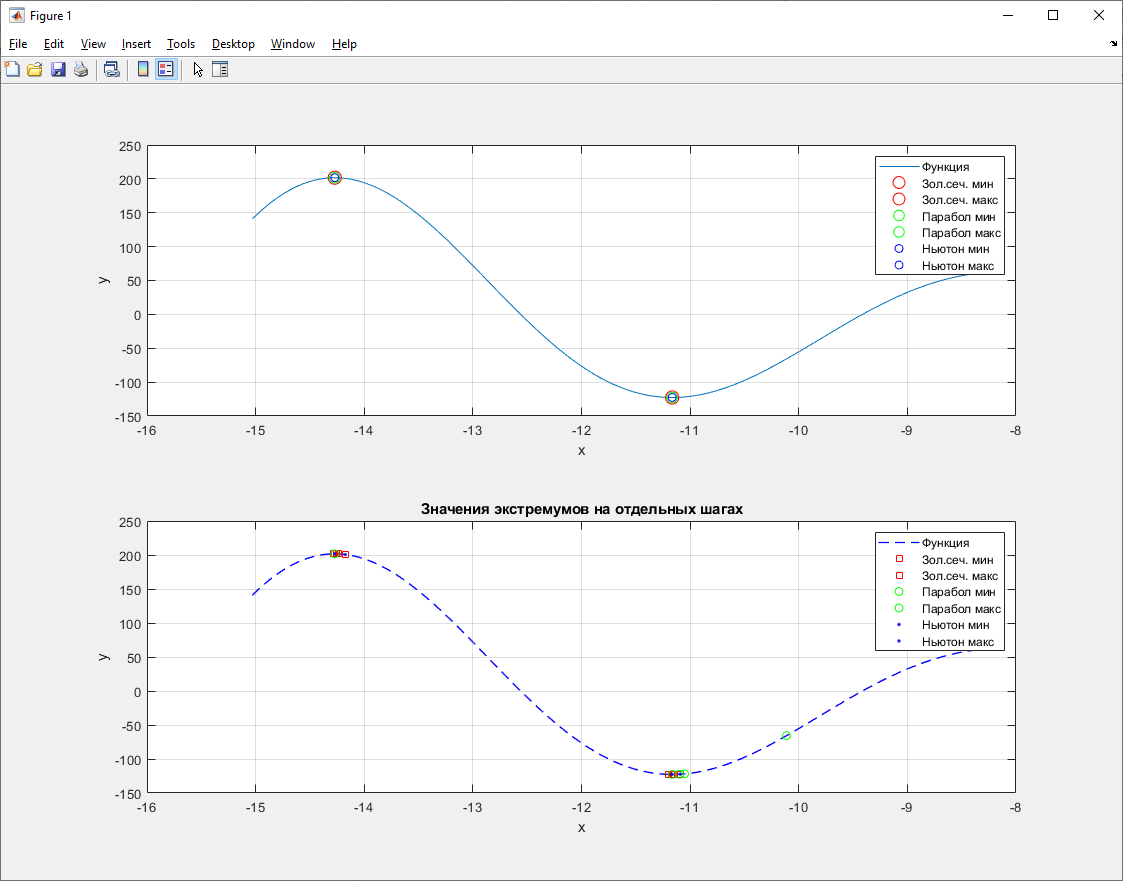 Figure 1
File Edit View Insert Tools Desktop Window Help
250
200
150
100
50
0
-50
-100
-150
y
-16 -15 -14 -13 -12 -11 -10 -9 -8
x
Функция
Зол.сеч. мин
Зол.сеч. макс
Парабол мин
Парабол макс
Ньютон мин
Ньютон макс
Значения экстремумов на отдельных шагах
250
200
150
100
50
0
-50
-100
-150
y
-16 -15 -14 -13 -12 -11 -10 -9 -8
x
Функция
Зол.сеч. мин
Зол.сеч. макс
Парабол мин
Парабол макс
Ньютон мин
Ньютон макс